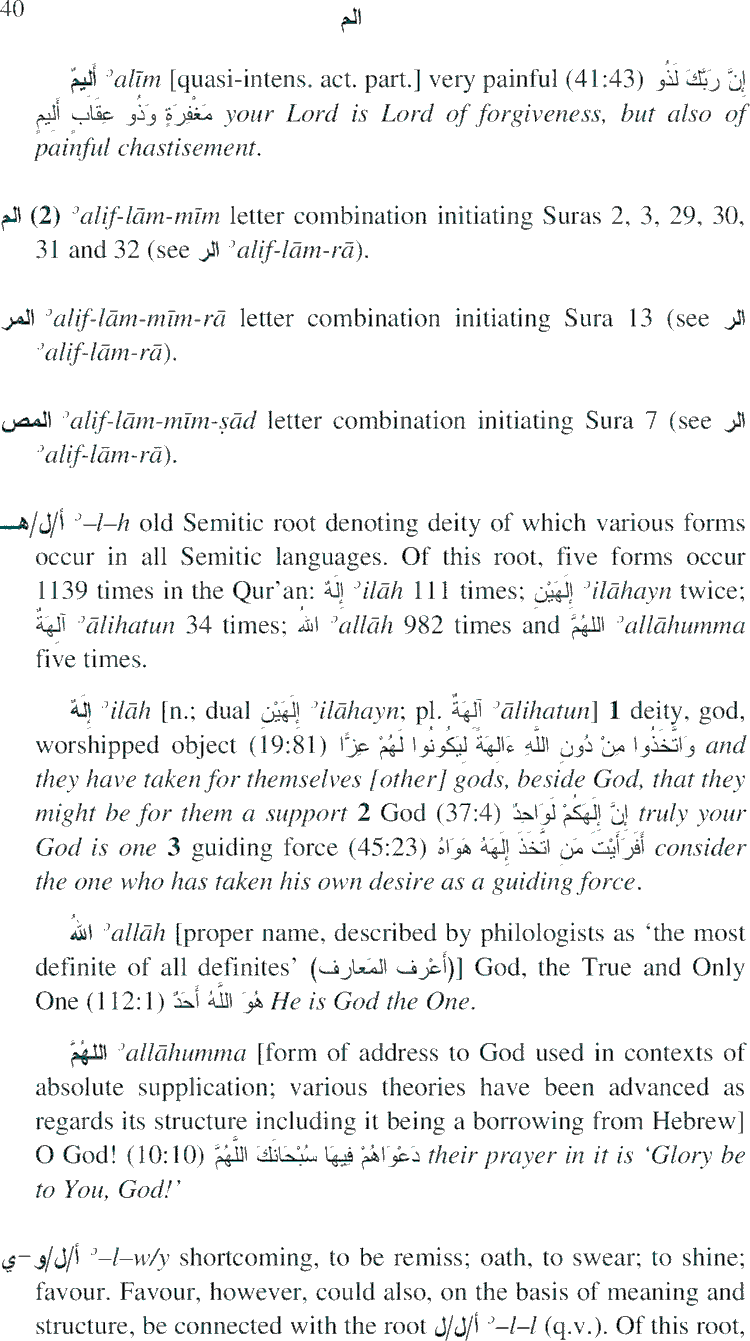 40
الم
أَلِيمٌ ʾalīm [quasi-intens. act. part.] very painful (41:43) إِنَّ رَبَّكَ لَذُو
مَغْفِرَةٍ وَذُو عِقَابٍ أَلِيمٍ your Lord is Lord of forgiveness, but also of
painful chastisement.
الم (2) ʾalif-lām-mīm letter combination initiating Suras 2, 3, 29, 30,
31 and 32 (see الر ʾalif-lām-rā).
المر ʾalif-lām-mīm-rā letter combination initiating Sura 13 (see الر
ʾalif-lām-rā).
المص ʾalif-lām-mīm-ṣād letter combination initiating Sura 7 (see الر
ʾalif-lām-rā).
أ/ل/هـ ʾ–l–h old Semitic root denoting deity of which various forms
occur in all Semitic languages. Of this root, five forms occur
1139 times in the Qur’an: إِلَهٌ ʾilāh 111 times; إِلَهَيْنِ ʾilāhayn twice;
آلِهَةٌ ʾālihatun 34 times; اللهُ ʾallāh 982 times and اللهُمَّ ʾallāhumma
five times.
إِلَهٌ ʾilāh [n.; dual إِلَهَيْنِ ʾilāhayn; pl. آلِهَةٌ ʾālihatun] 1 deity, god,
worshipped object (19:81) وَاتَّخَذُوا مِنْ دُونِ اللَّهِ ءَالِهَةً لِيَكُونُوا لَهُمْ عِزًّا and
they have taken for themselves [other] gods, beside God, that they
might be for them a support 2 God (37:4) إِنَّ إِلَهَكُمْ لَوَاحِدٌ truly your
God is one 3 guiding force (45:23) أَفَرَأَيْتَ مَنِ اتَّخَذَ إِلَهَهُ هَوَاهُ consider
the one who has taken his own desire as a guiding force.
اللهُ ʾallāh [proper name, described by philologists as ‘the most
definite of all definites’ (أَعْرف المَعارف)] God, the True and Only
One (112:1) هُوَ اللَّهُ أَحَدٌ He is God the One.
اللهُمَّ ʾallāhumma [form of address to God used in contexts of
absolute supplication; various theories have been advanced as
regards its structure including it being a borrowing from Hebrew]
O God! (10:10) دَعْوَاهُمْ فِيهَا سُبْحَانَكَ اللَّهُمَّ their prayer in it is ‘Glory be
to You, God!’
أ/ل/و–ي ʾ–l–w/y shortcoming, to be remiss; oath, to swear; to shine;
favour. Favour, however, could also, on the basis of meaning and
structure, be connected with the root أ/ل/ل ʾ–l–l (q.v.). Of this root,